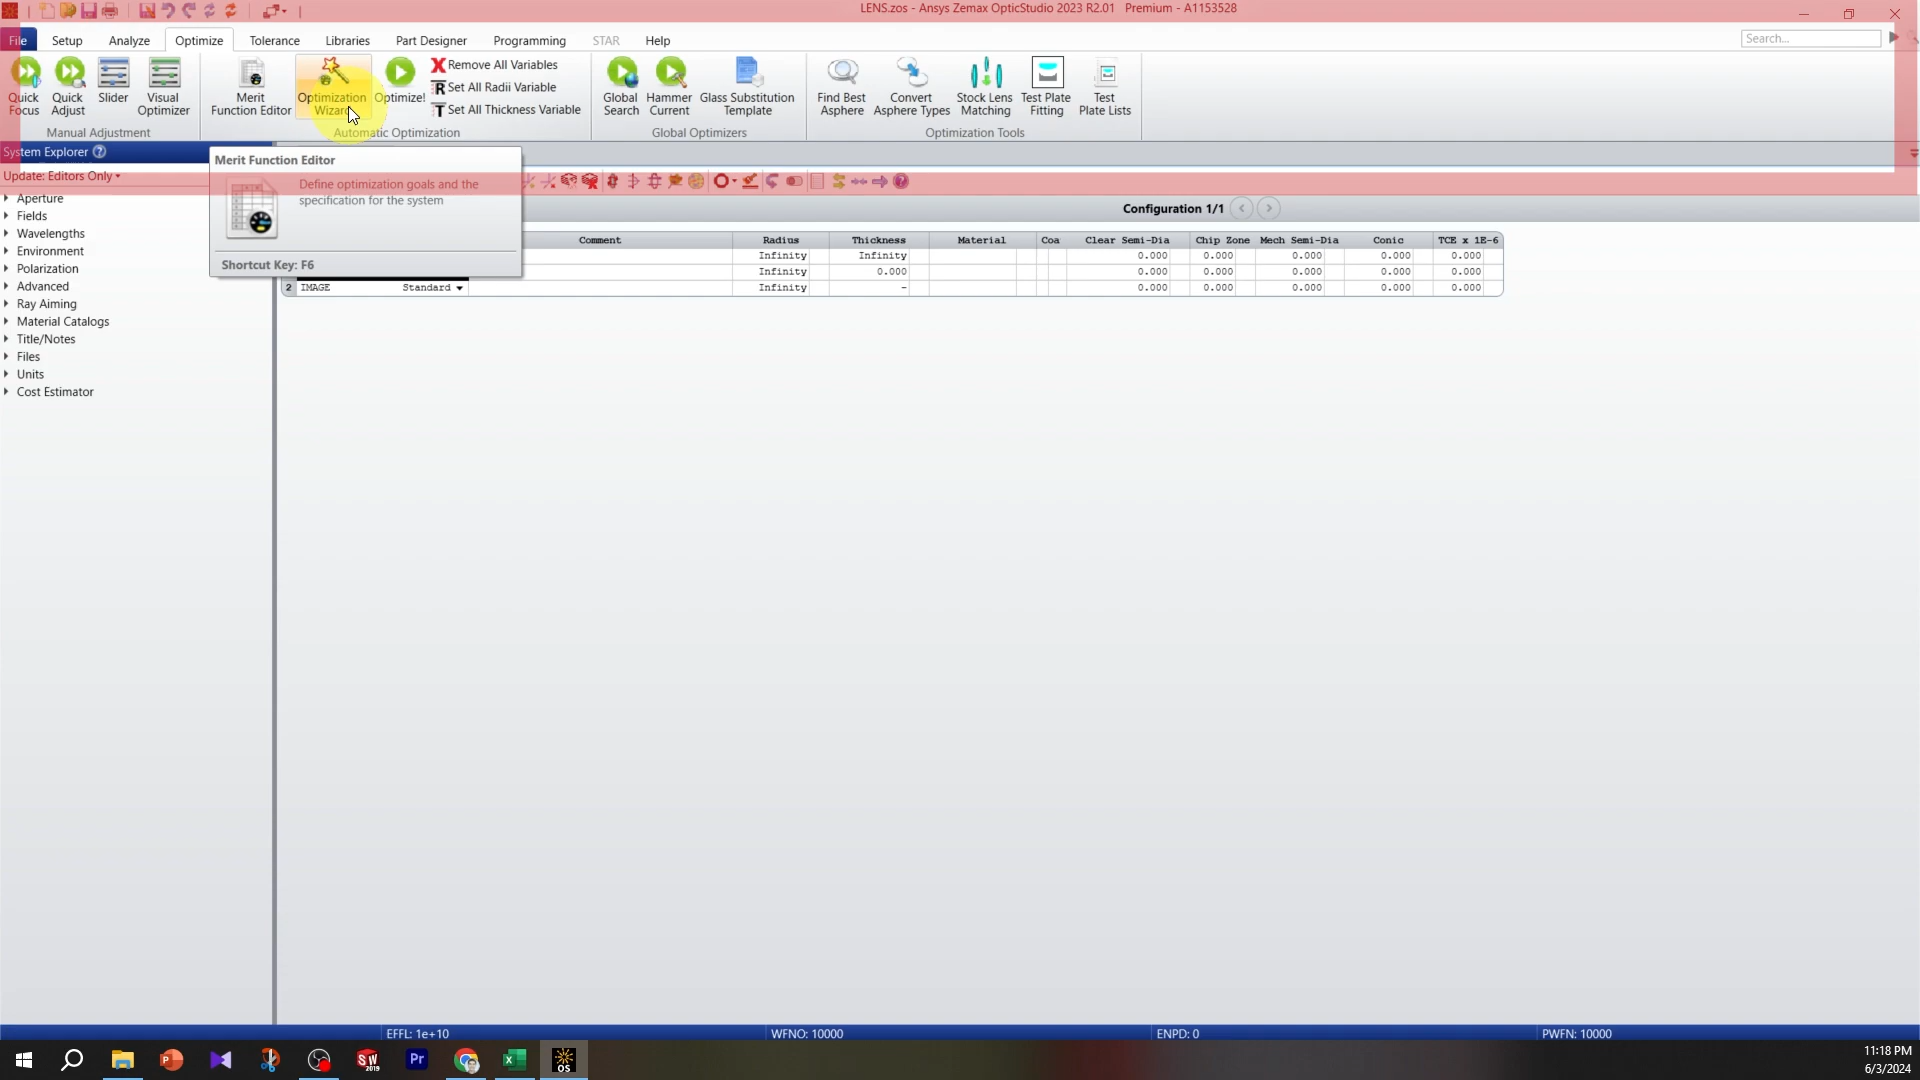 LENS.zos - Ansys Zemax OpticStudio 2023 R2.01   Premium - A1153528
File Setup Analyze Optimize Tolerance Libraries Part Designer Programming STAR Help Search...
Quick Focus
Quick Adjust
Slider
Visual Optimizer
Manual Adjustment
Merit Function Editor
Optimization Wizard
Optimize!
Remove All Variables
Set All Radii Variable
Set All Thickness Variable
Automatic Optimization
Global Search
Hammer Current
Glass Substitution Template
Global Optimizers
Find Best Asphere
Convert Asphere Types
Stock Lens Matching
Test Plate Fitting
Test Plate Lists
Optimization Tools
System Explorer
Update: Editors Only
Aperture
Fields
Wavelengths
Environment
Polarization
Advanced
Ray Aiming
Material Catalogs
Title/Notes
Files
Units
Cost Estimator
Merit Function Editor
Define optimization goals and the
specification for the system
Shortcut Key: F6
Configuration 1/1
Comment Radius Thickness Material Coa Clear Semi-Dia Chip Zone Mech Semi-Dia Conic TCE x 1E-6
Infinity Infinity 0.000 0.000 0.000 0.000 0.000
Infinity 0.000 0.000 0.000 0.000 0.000 0.000
2 IMAGE Standard Infinity - 0.000 0.000 0.000 0.000 0.000
EFFL: 1e+10 WFNO: 10000 ENPD: 0 PWFN: 10000
SW 2019 Pr OS
11:18 PM
6/3/2024